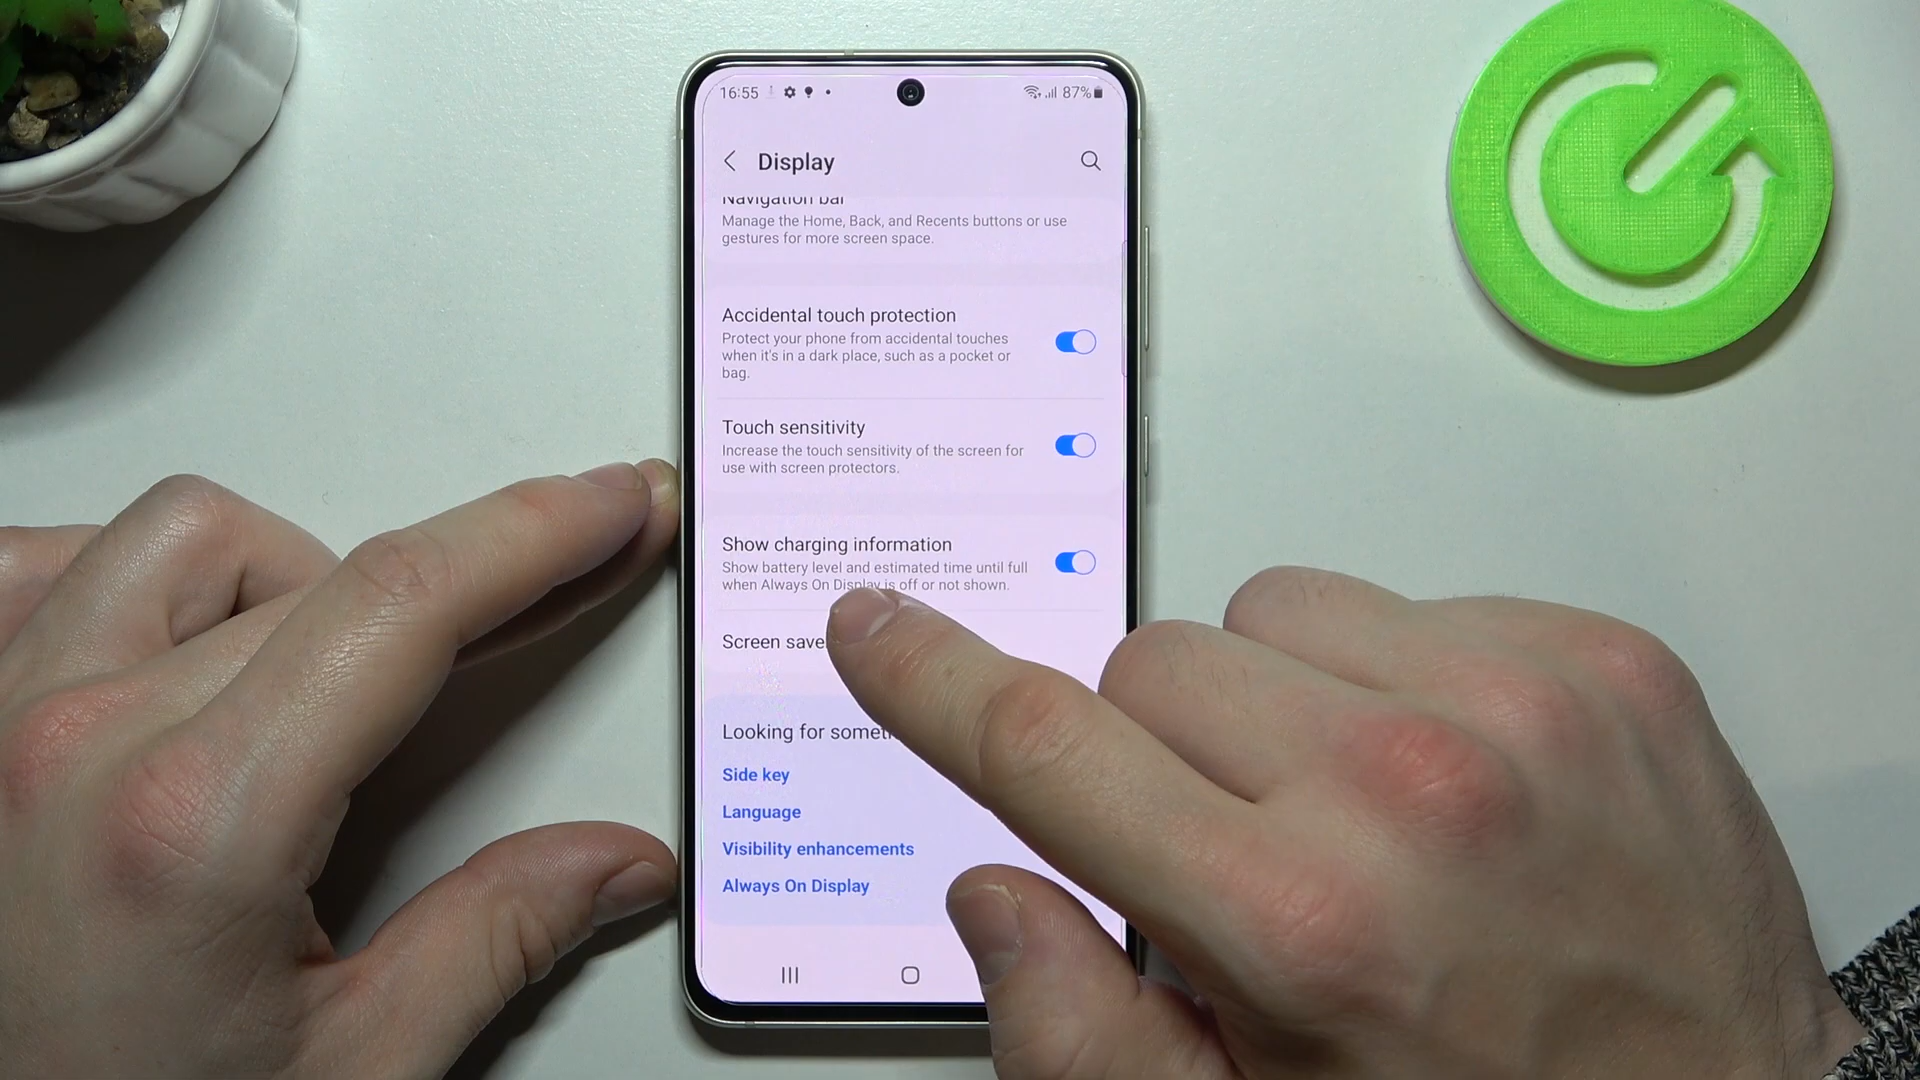 16:55
87%
Display
Navigation bar
Manage the Home, Back, and Recents buttons or use
gestures for more screen space.
Accidental touch protection
Protect your phone from accidental touches
when it's in a dark place, such as a pocket or
bag.
Touch sensitivity
Increase the touch sensitivity of the screen for
use with screen protectors.
Show charging information
Show battery level and estimated time until full
when Always On Display is off or not shown.
Screen
Looking for
Side key
Language
Visibility enhancements
Always On Display